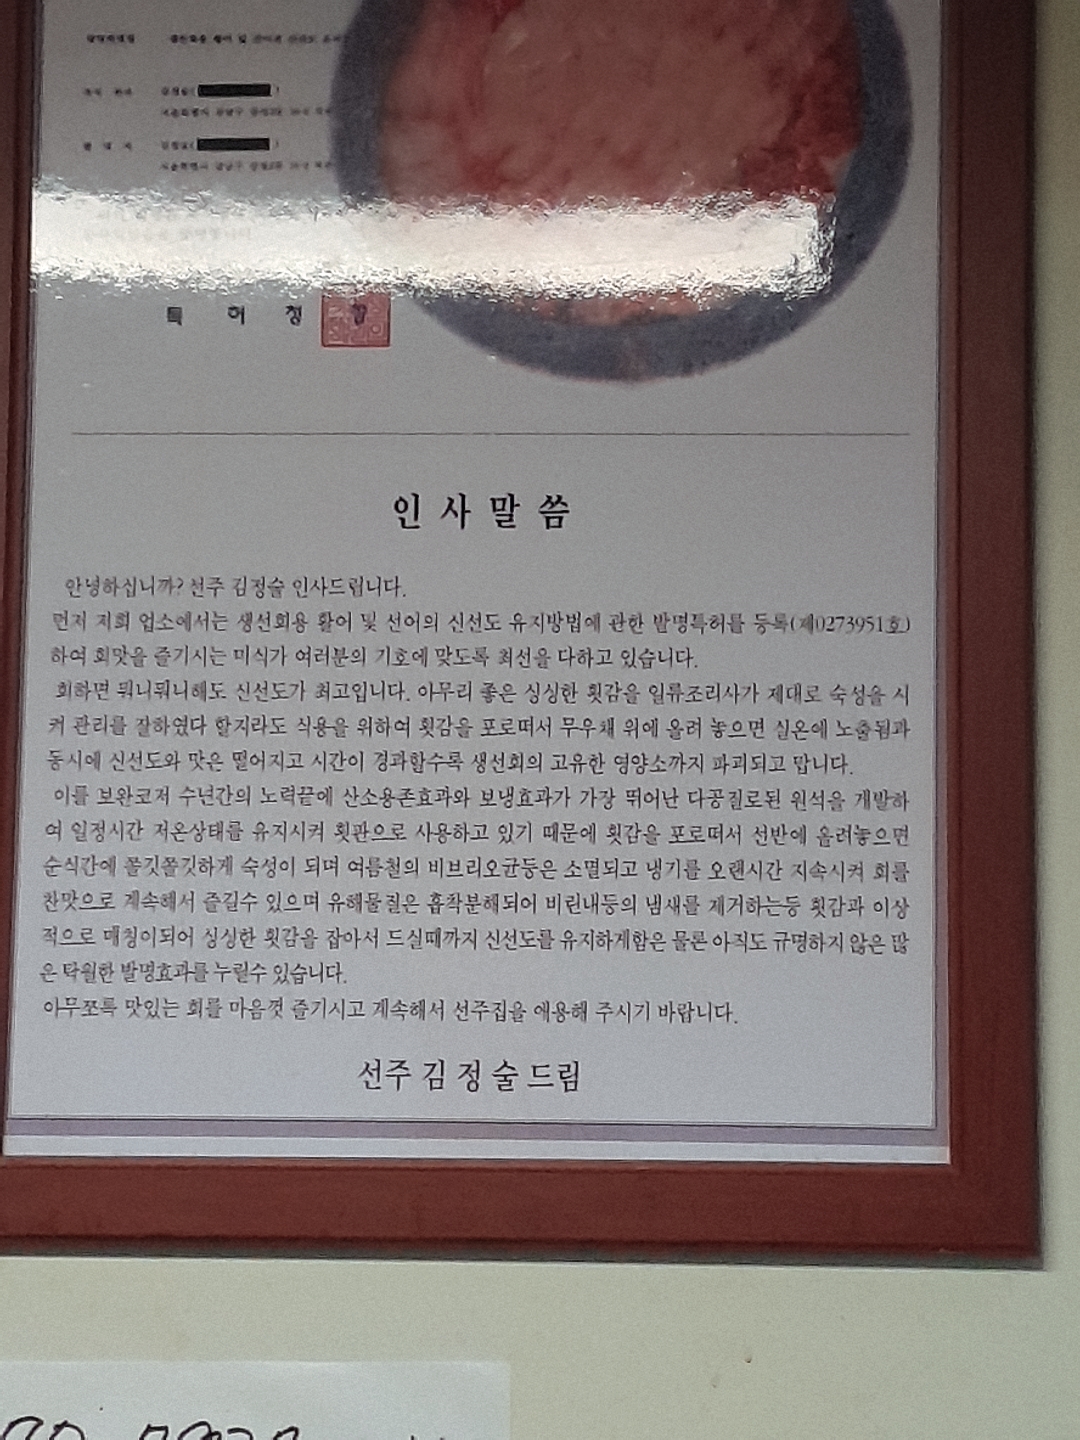 특 허 청 장
인 사 말 씀
안녕하십니까? 선주 김정술 인사드립니다.
먼저 저희 업소에서는 생선회용 활어 및 선어의 신선도 유지방법에 관한 발명특허를 등록(제0273951호)
하여 회맛을 즐기시는 미식가 여러분의 기호에 맞도록 최선을 다하고 있습니다.
회하면 뭐니뭐니해도 신선도가 최고입니다. 아무리 좋은 싱싱한 횟감을 일류조리사가 제대로 숙성을 시
켜 관리를 잘하였다 할지라도 식용을 위하여 횟감을 포로떠서 무우채 위에 올려 놓으면 실온에 노출됨과
동시에 신선도와 맛은 떨어지고 시간이 경과할수록 생선회의 고유한 영양소까지 파괴되고 맙니다.
이를 보완코저 수년간의 노력끝에 산소용존효과와 보냉효과가 가장 뛰어난 다공질로된 원석을 개발하
여 일정시간 저온상태를 유지시켜 횟판으로 사용하고 있기 때문에 횟감을 포로떠서 선반에 올려놓으면
순식간에 쫄깃쫄깃하게 숙성이 되며 여름철의 비브리오균등은 소멸되고 냉기를 오랜시간 지속시켜 회를
찬맛으로 계속해서 즐길수 있으며 유해물질은 흡착분해되어 비린내등의 냄새를 제거하는등 횟감과 이상
적으로 매칭이되어 싱싱한 횟감을 잡아서 드실때까지 신선도를 유지하게함은 물론 아직도 규명하지 않은 많
은 탁월한 발명효과를 누릴수 있습니다.
아무쪼록 맛있는 회를 마음껏 즐기시고 계속해서 선주집을 애용해 주시기 바랍니다.
선주 김 정 술 드림